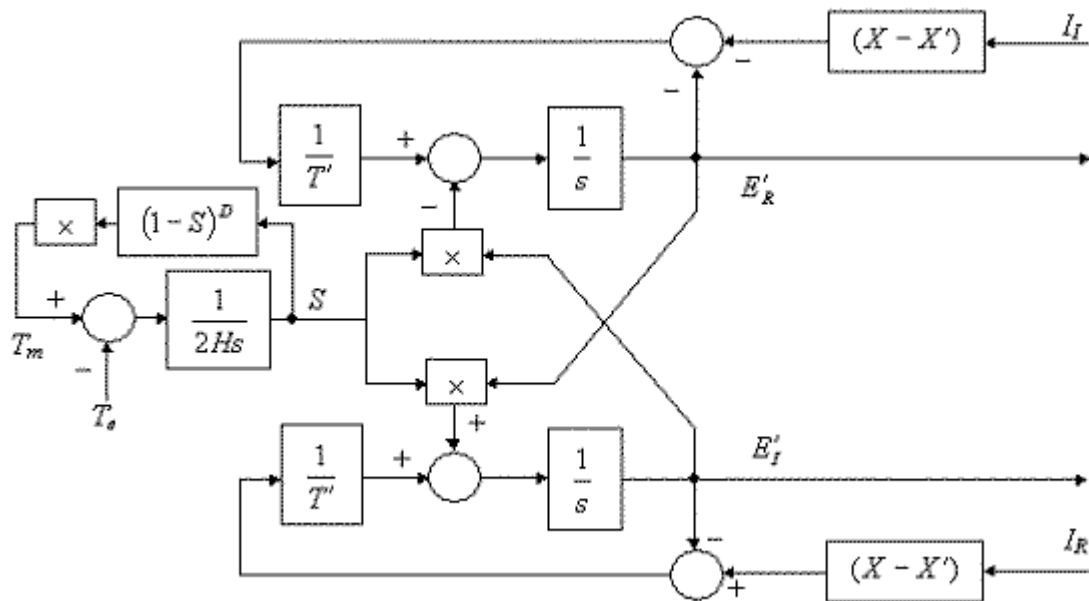 − (X − X') I_I
−
1/T' + 1/s
E'_R
× (1 − S)^D − ×
+ 1/2Hs S
T_m − ×
T_e +
1/T' + 1/s E'_I
−
+ (X − X') I_R